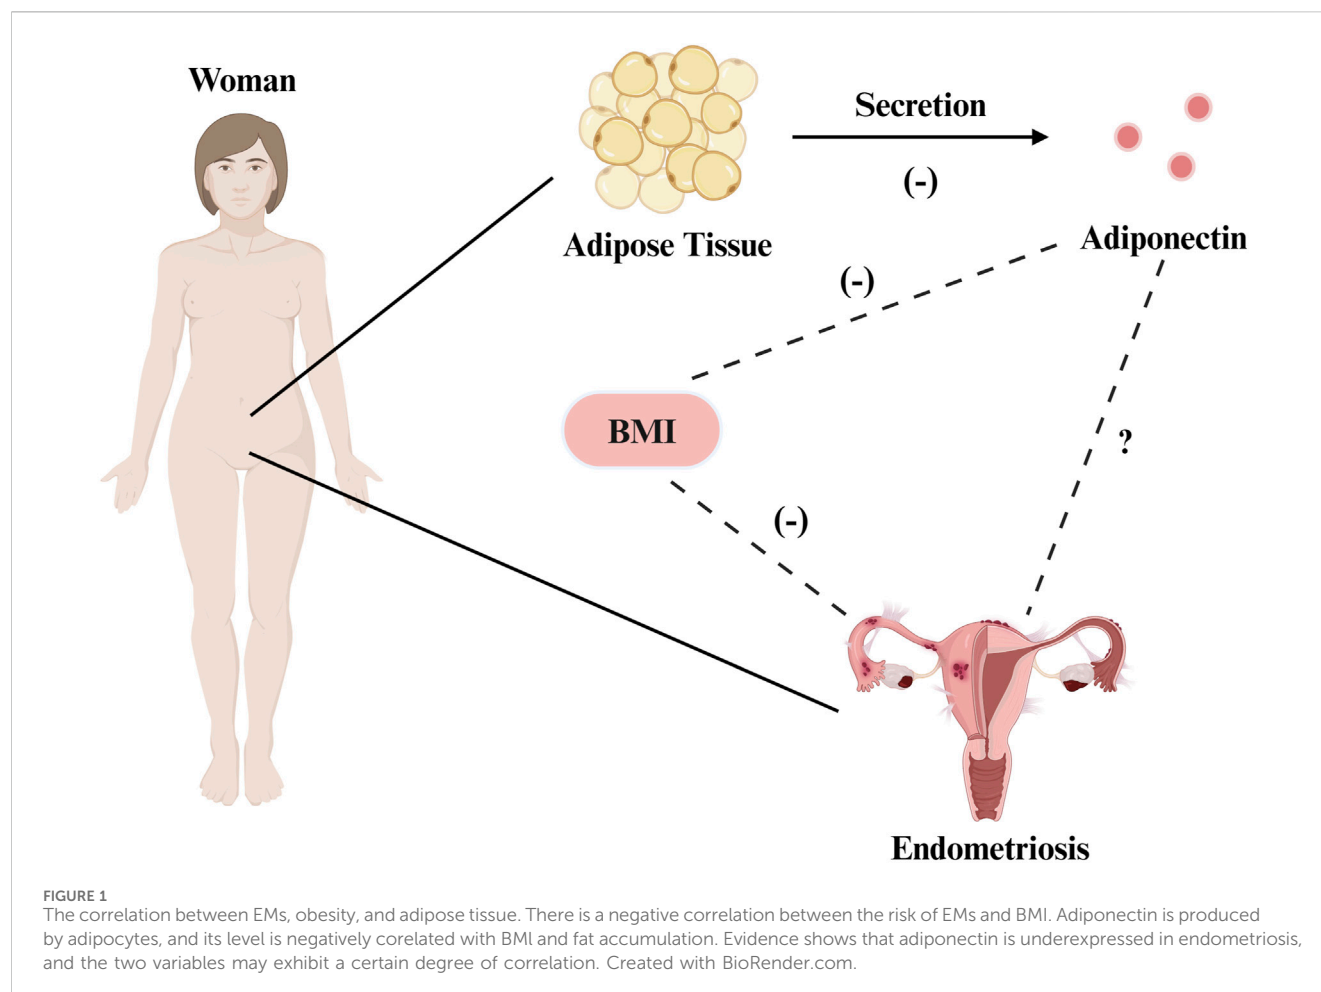 Woman
Secretion
(-)
Adipose Tissue
Adiponectin
(-)
BMI
?
(-)
Endometriosis
FIGURE 1
The correlation between EMs, obesity, and adipose tissue. There is a negative correlation between the risk of EMs and BMI. Adiponectin is produced
by adipocytes, and its level is negatively corelated with BMI and fat accumulation. Evidence shows that adiponectin is underexpressed in endometriosis,
and the two variables may exhibit a certain degree of correlation. Created with BioRender.com.